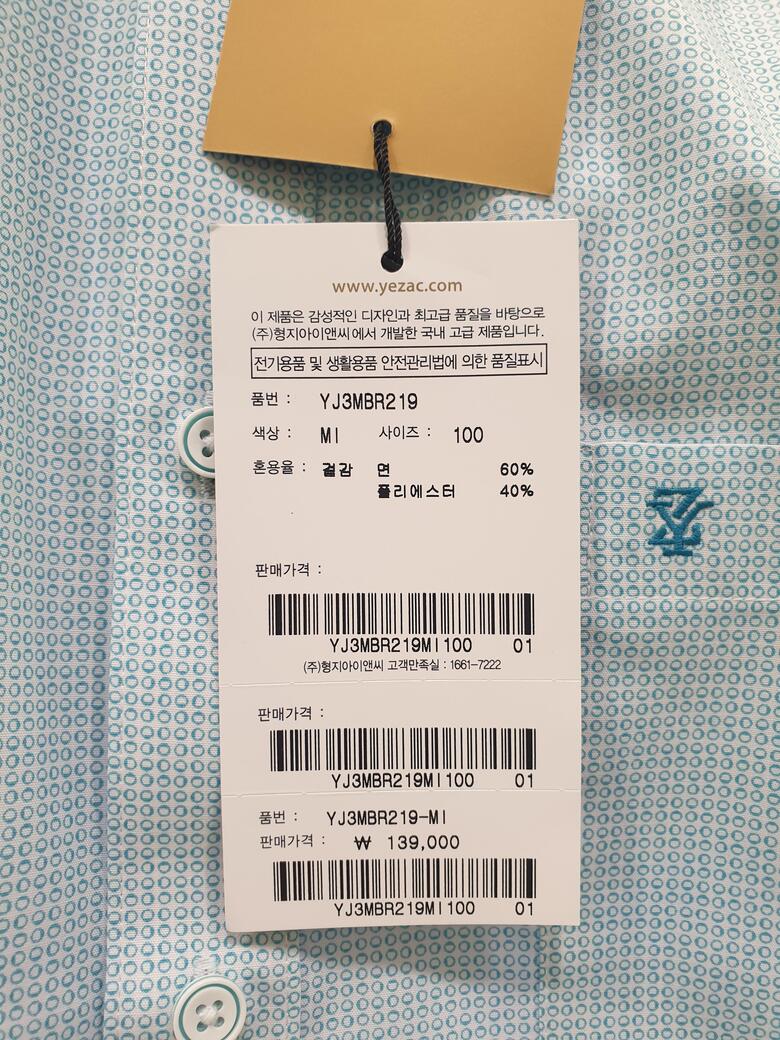 www.yezac.com
이 제품은 감성적인 디자인과 최고급 품질을 바탕으로
(주)형지아이앤씨에서 개발한 국내 고급 제품입니다.
전기용품 및 생활용품 안전관리법에 의한 품질표시
품번 : YJ3MBR219
색상 : MI 사이즈 : 100
혼용율 : 겉감 면 60%
폴리에스터 40%
판매가격 :
YJ3MBR219MI100 01
(주)형지아이앤씨 고객만족실 : 1661-7222
판매가격 :
YJ3MBR219MI100 01
품번 : YJ3MBR219-MI
판매가격 : ₩ 139,000
YJ3MBR219MI100 01